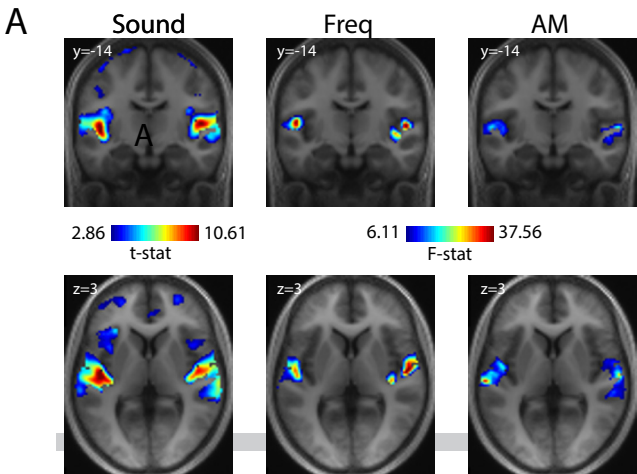 A
Sound Freq AM
y=-14 y=-14 y=-14
A
2.86 10.61 6.11 37.56
t-stat F-stat
z=3 z=3 z=3